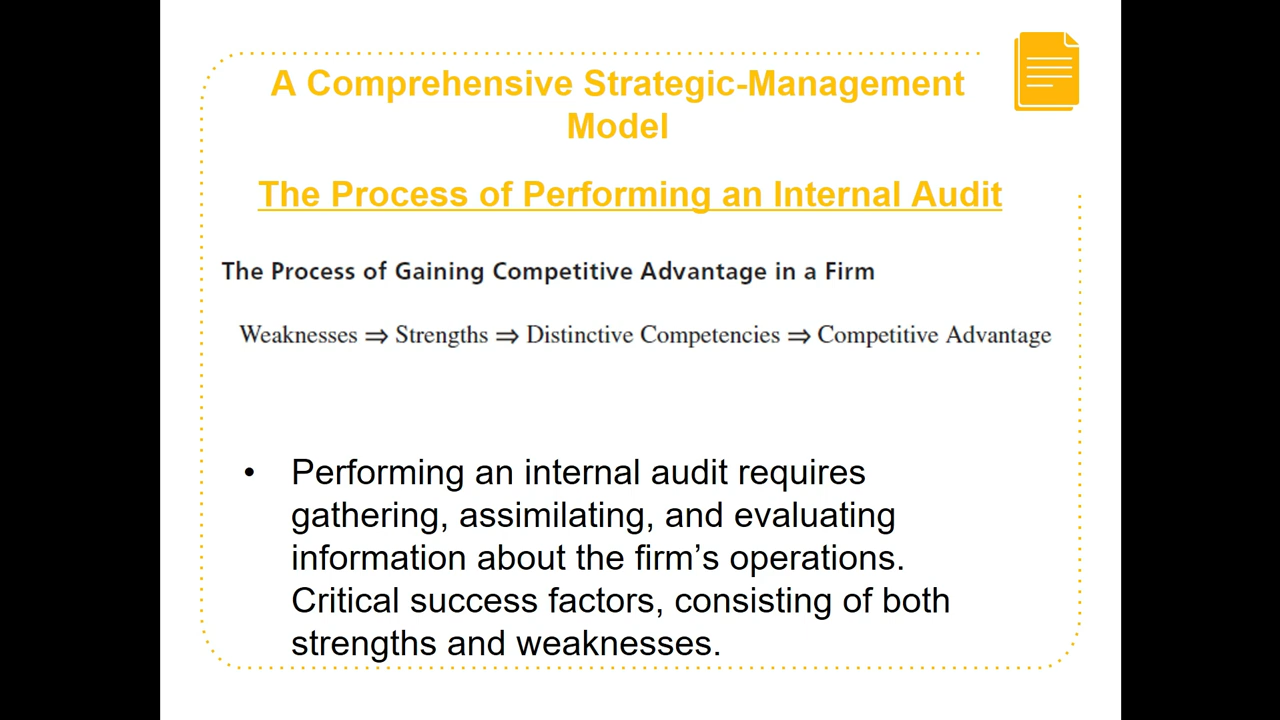 A Comprehensive Strategic-Management
Model
The Process of Performing an Internal Audit
The Process of Gaining Competitive Advantage in a Firm
Weaknesses ⇒ Strengths ⇒ Distinctive Competencies ⇒ Competitive Advantage
• Performing an internal audit requires
gathering, assimilating, and evaluating
information about the firm’s operations.
Critical success factors, consisting of both
strengths and weaknesses.